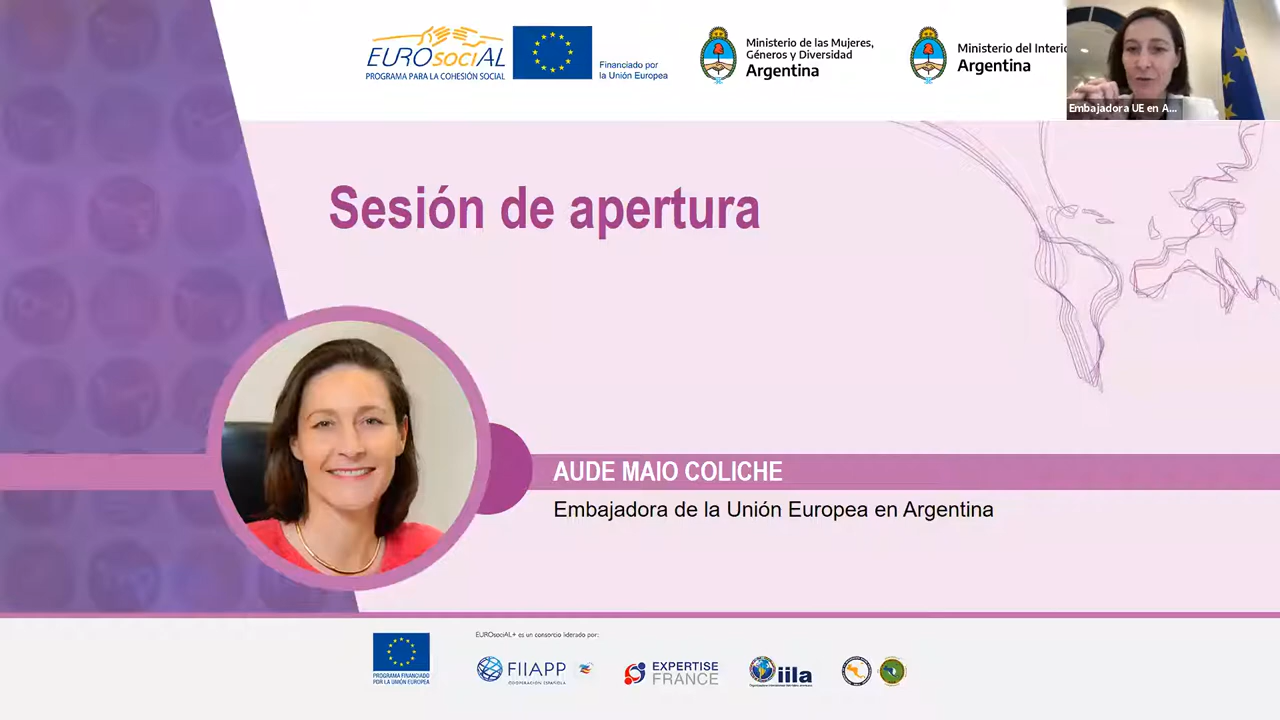 EUROsociAL
PROGRAMA PARA LA COHESIÓN SOCIAL
Financiado por
la Unión Europea
Ministerio de las Mujeres,
Géneros y Diversidad
Argentina
Ministerio del Interio
Argentina
Embajadora UE en A...
Sesión de apertura
AUDE MAIO COLICHE
Embajadora de la Unión Europea en Argentina
EUROsociAL+ es un consorcio liderado por:
PROGRAMA FINANCIADO
POR LA UNIÓN EUROPEA
FIIAPP
COOPERACIÓN ESPAÑOLA
EXPERTISE
FRANCE
iila